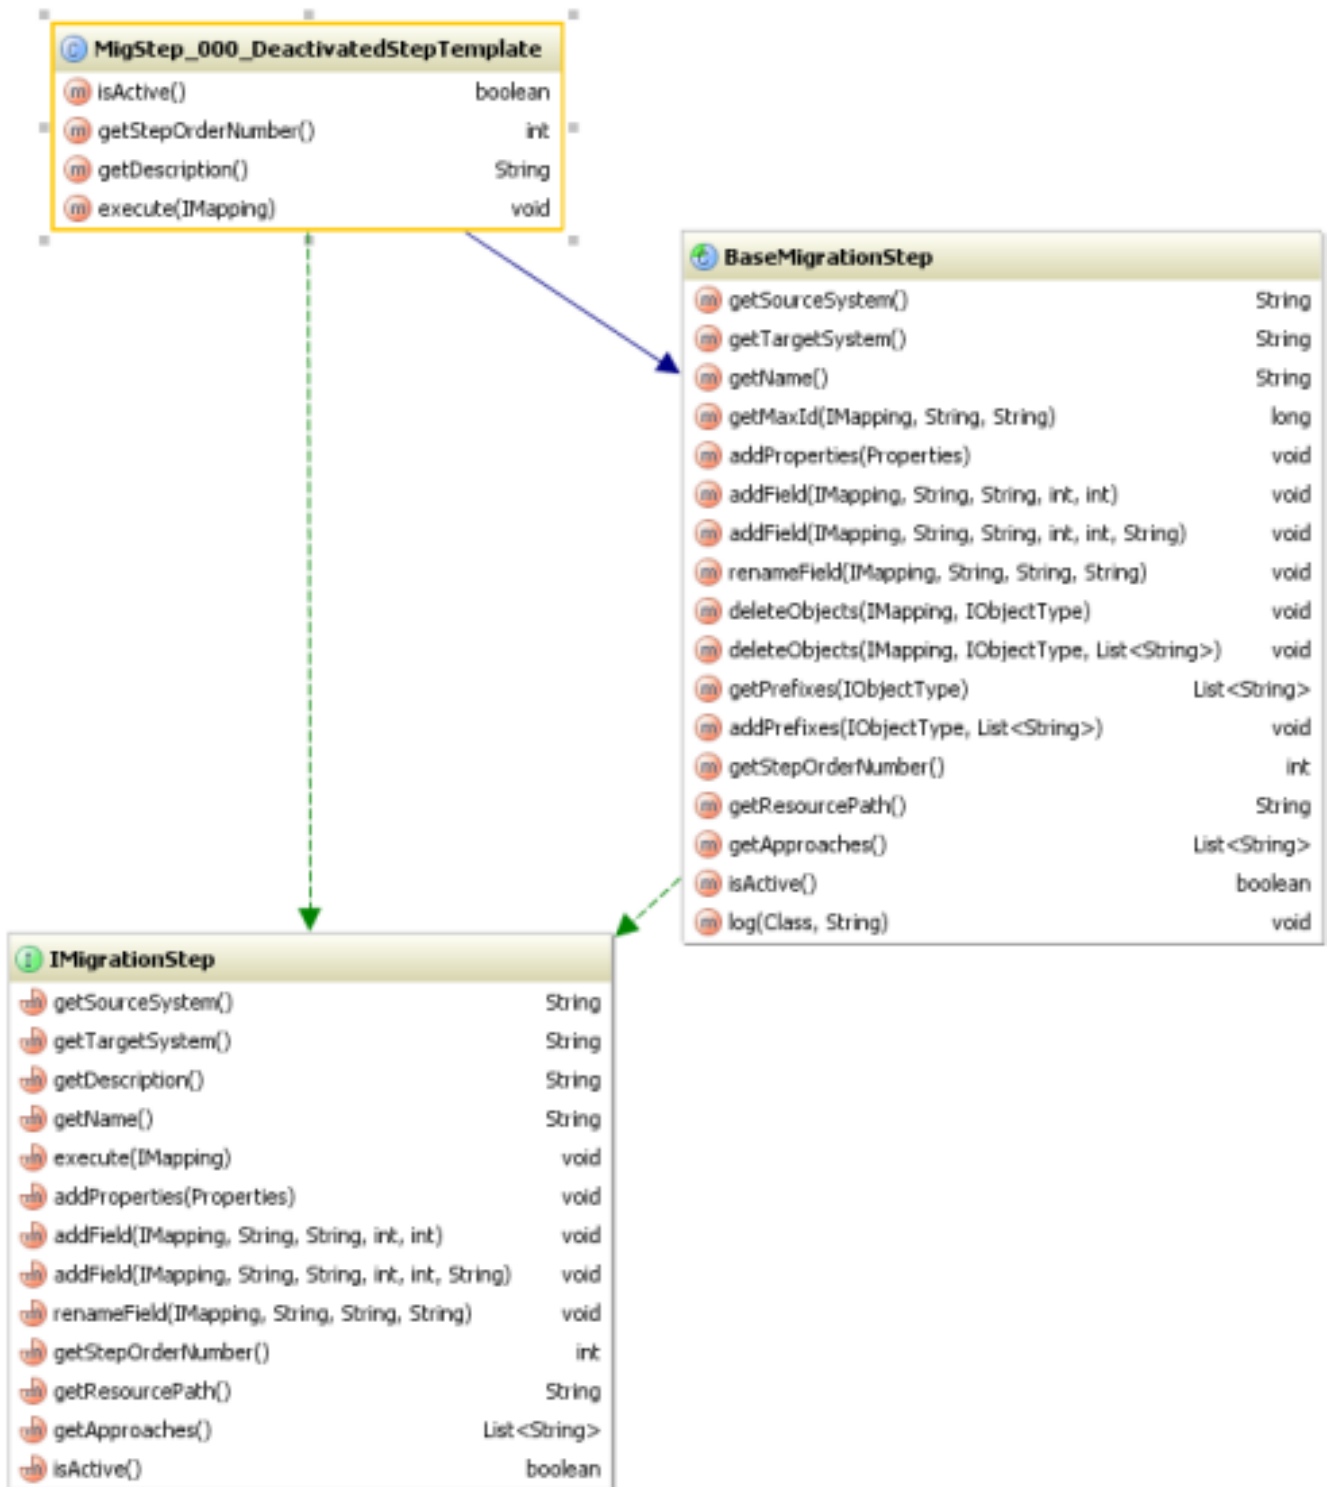 MigStep_000_DeactivatedStepTemplate
isActive() boolean
getStepOrderNumber() int
getDescription() String
execute(IMapping) void
BaseMigrationStep
getSourceSystem() String
getTargetSystem() String
getName() String
getMaxId(IMapping, String, String) long
addProperties(Properties) void
addField(IMapping, String, String, int, int) void
addField(IMapping, String, String, int, int, String) void
renameField(IMapping, String, String, String) void
deleteObjects(IMapping, IObjectType) void
deleteObjects(IMapping, IObjectType, List<String>) void
getPrefixes(IObjectType) List<String>
addPrefixes(IObjectType, List<String>) void
getStepOrderNumber() int
getResourcePath() String
getApproaches() List<String>
isActive() boolean
log(Class, String) void
IMigrationStep
getSourceSystem() String
getTargetSystem() String
getDescription() String
getName() String
execute(IMapping) void
addProperties(Properties) void
addField(IMapping, String, String, int, int) void
addField(IMapping, String, String, int, int, String) void
renameField(IMapping, String, String, String) void
getStepOrderNumber() int
getResourcePath() String
getApproaches() List<String>
isActive() boolean